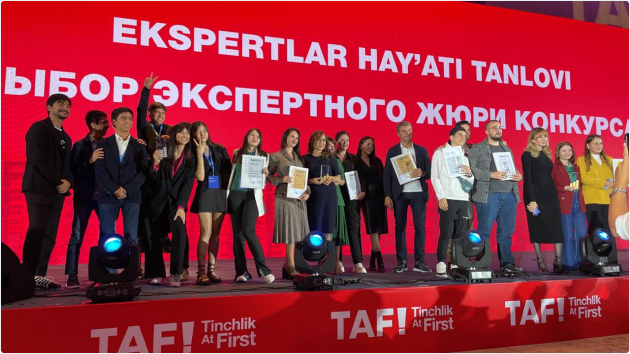 EKSPERTLAR HAY'ATI TANLOVI
ЫБОР ЭКСПЕРТНОГО ЖЮРИ КОНКУРСА
TAF! Tinchlik At First
TAF! Tinchlik At First
TAF! Tinchlik At First